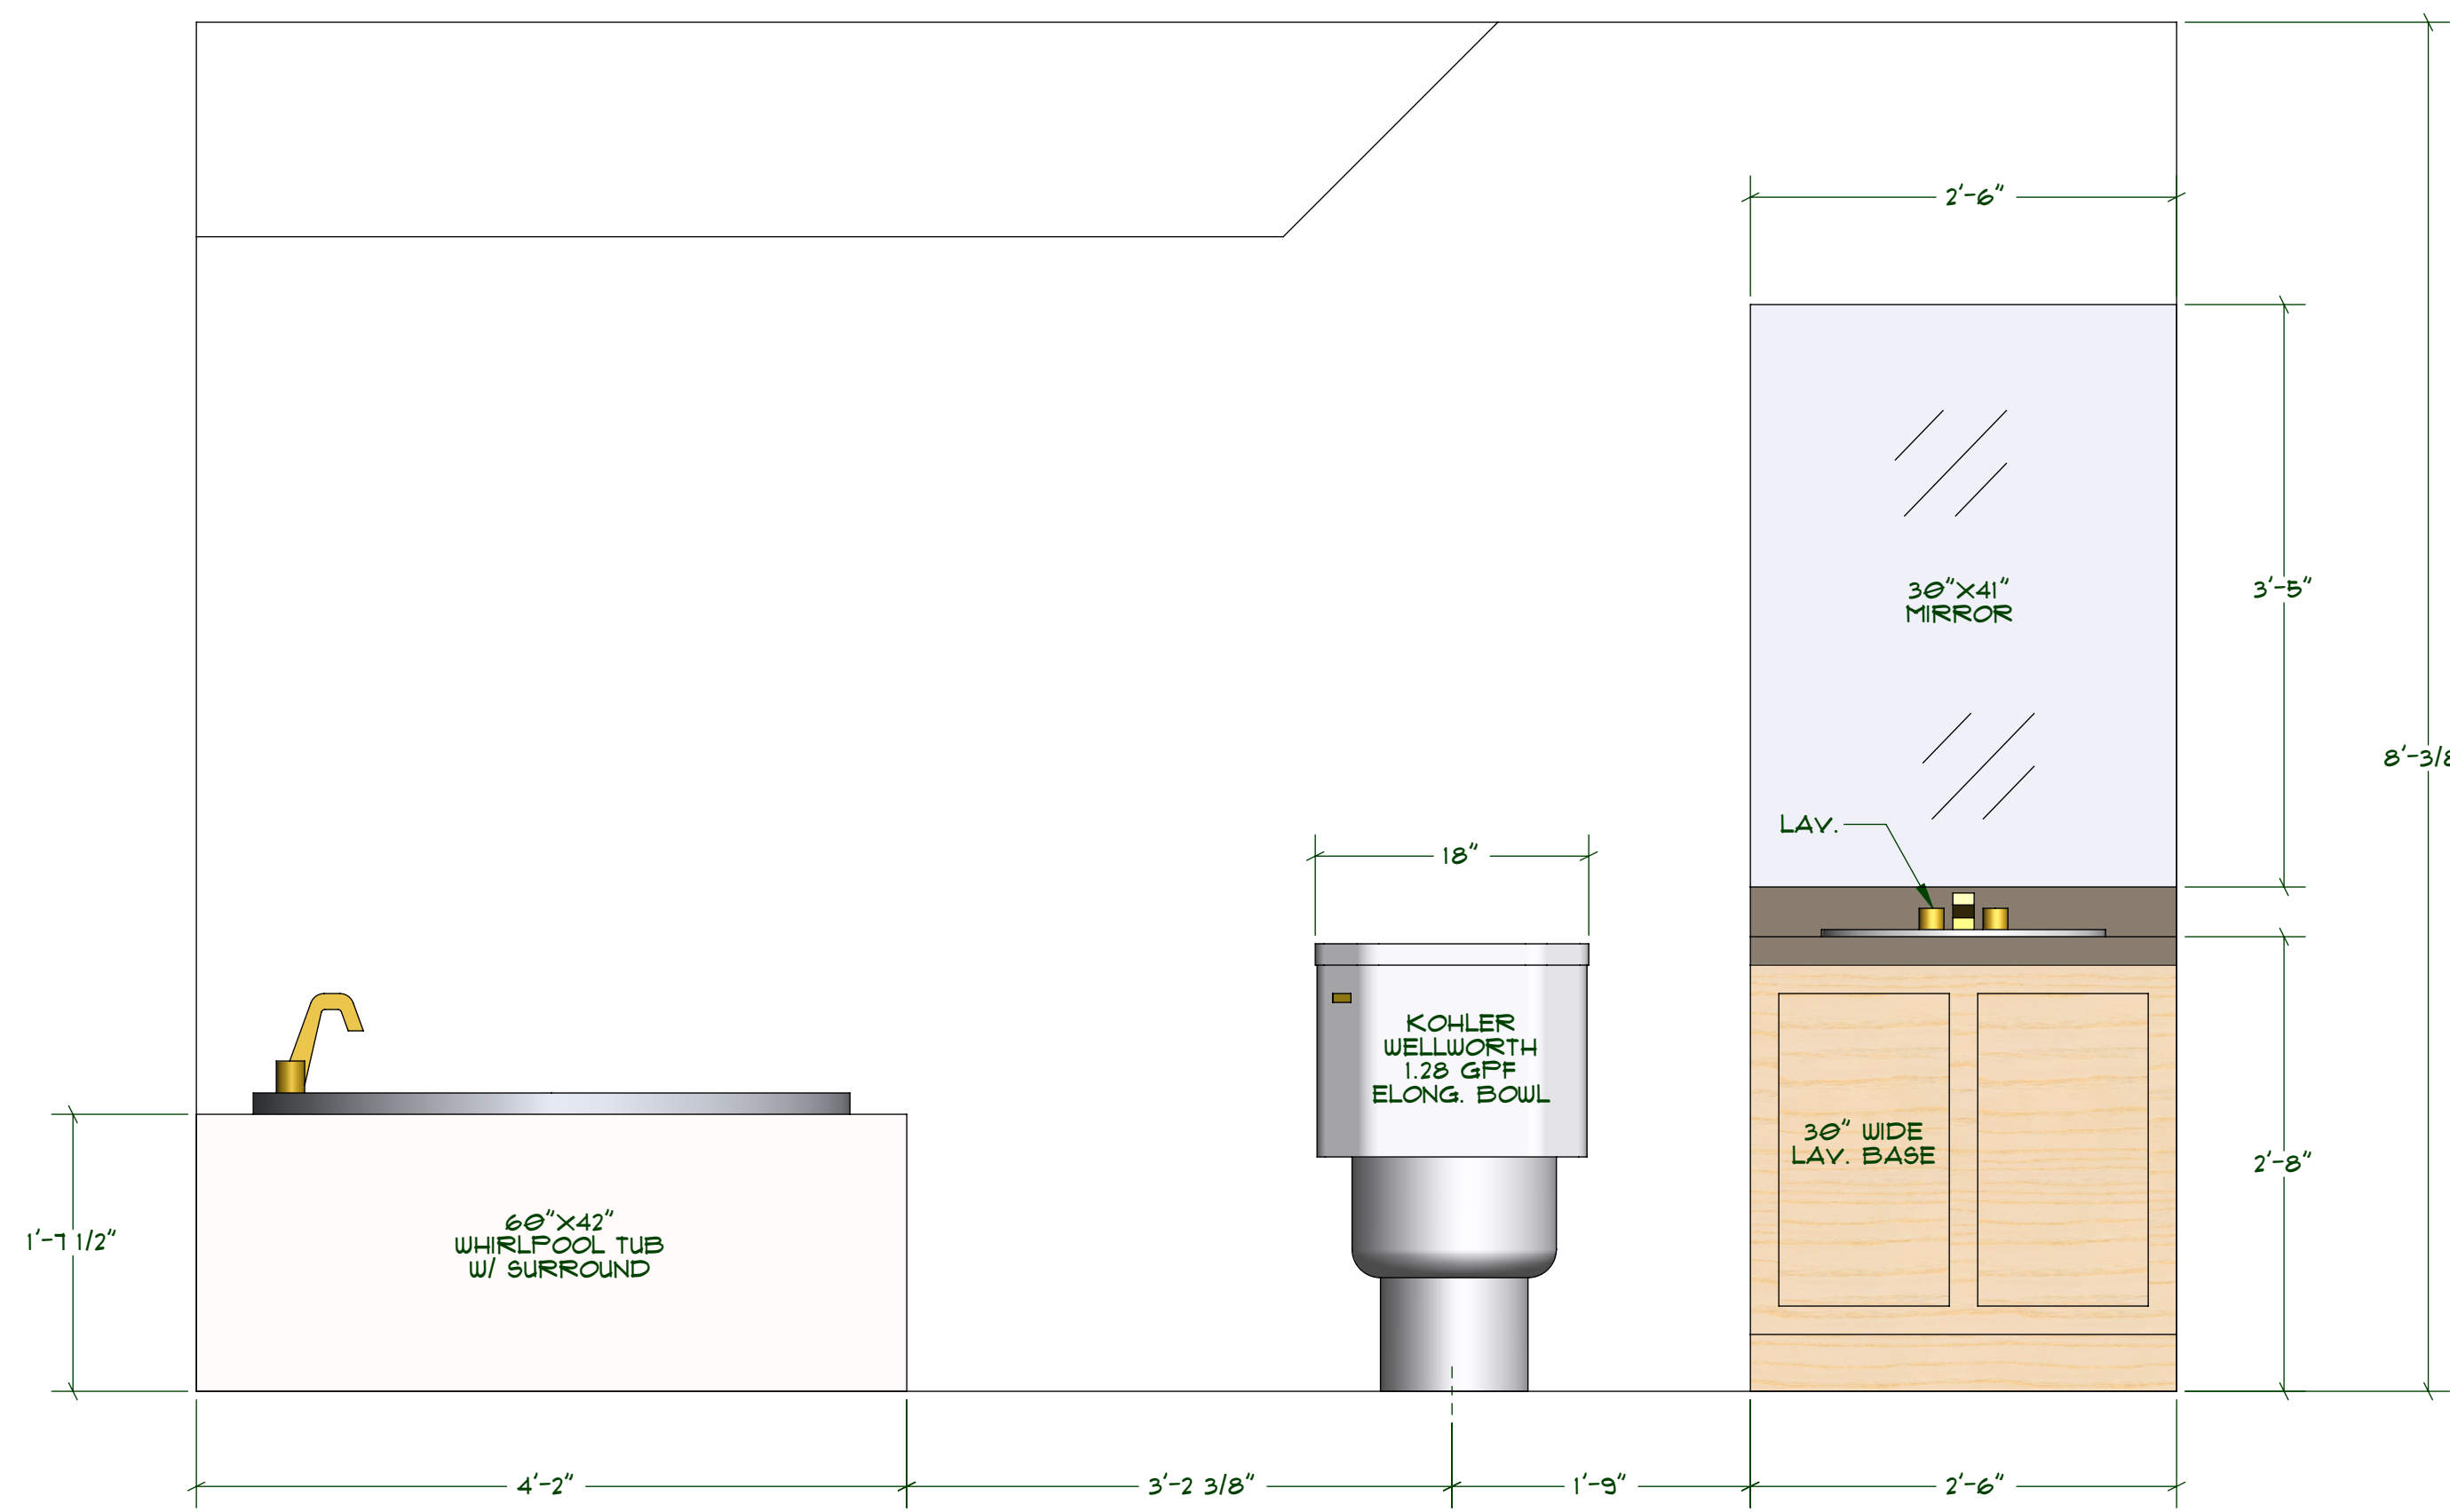 2'-6"
3'-5"
30"X41"
MIRROR
8'-3/8
LAV.
18"
KOHLER
WELLWORTH
1.28 GPF
ELONG. BOWL
30" WIDE
LAV. BASE
2'-8"
1'-7 1/2"
60"X42"
WHIRLPOOL TUB
W/ SURROUND
4'-2"
3'-2 3/8"
1'-9"
2'-6"